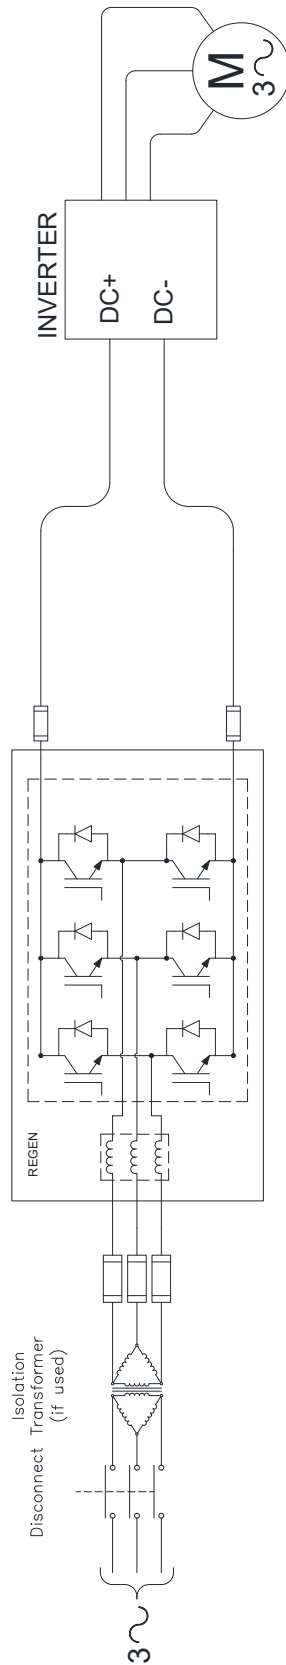 3
Disconnect
Isolation
Transformer
(if used)
REGEN
INVERTER
DC+
DC-
M
3